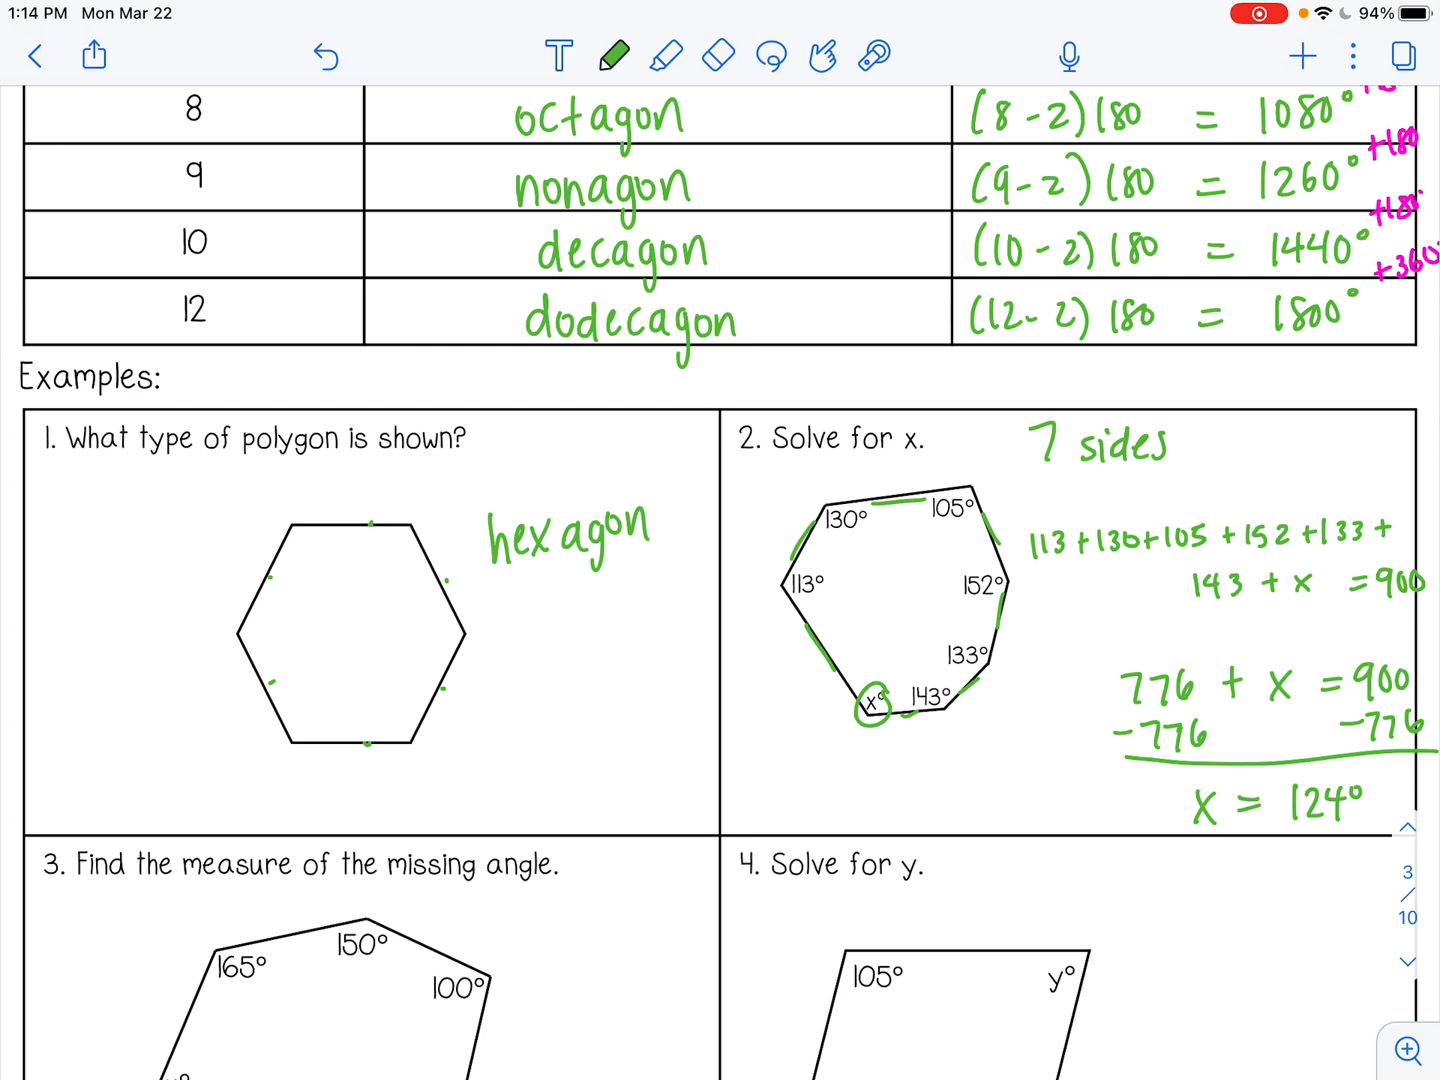 1:14 PM Mon Mar 22
94%
8 octagon (8-2)180 = 1080°
+180
9 nonagon (9-2)180 = 1260°
+180
10 decagon (10-2)180 = 1440°
+360
12 dodecagon (12-2)180 = 1800°
Examples:
1. What type of polygon is shown?
hexagon
2. Solve for x.
7 sides
130°
105°
113°
152°
133°
x°
143°
113+130+105+152+133+
143 + x = 900
776 + x = 900
-776 -776
x = 124°
3. Find the measure of the missing angle.
165°
150°
100°
4. Solve for y.
105°
y°
3
/
10